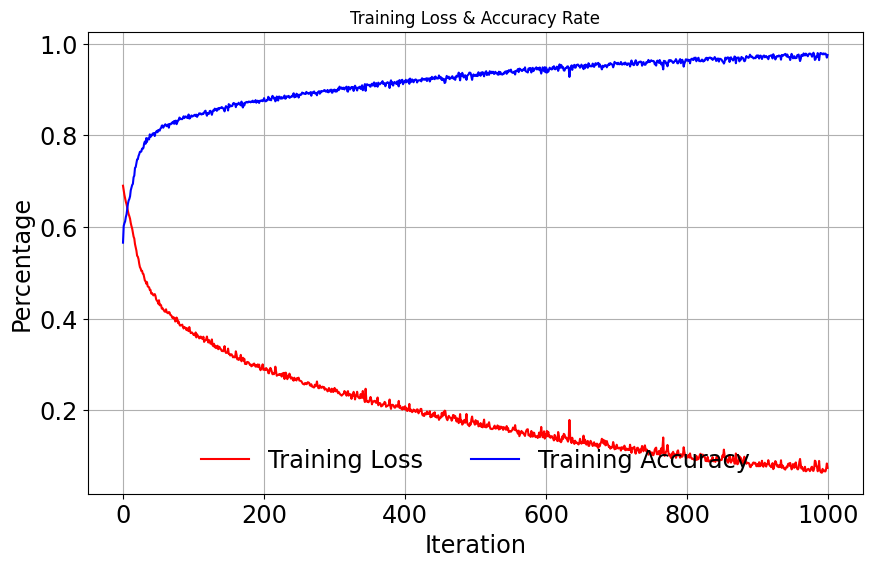 Training Loss & Accuracy Rate
1.0
0.8
0.6
0.4
0.2
Percentage
0 200 400 600 800 1000
Iteration
Training Loss Training Accuracy